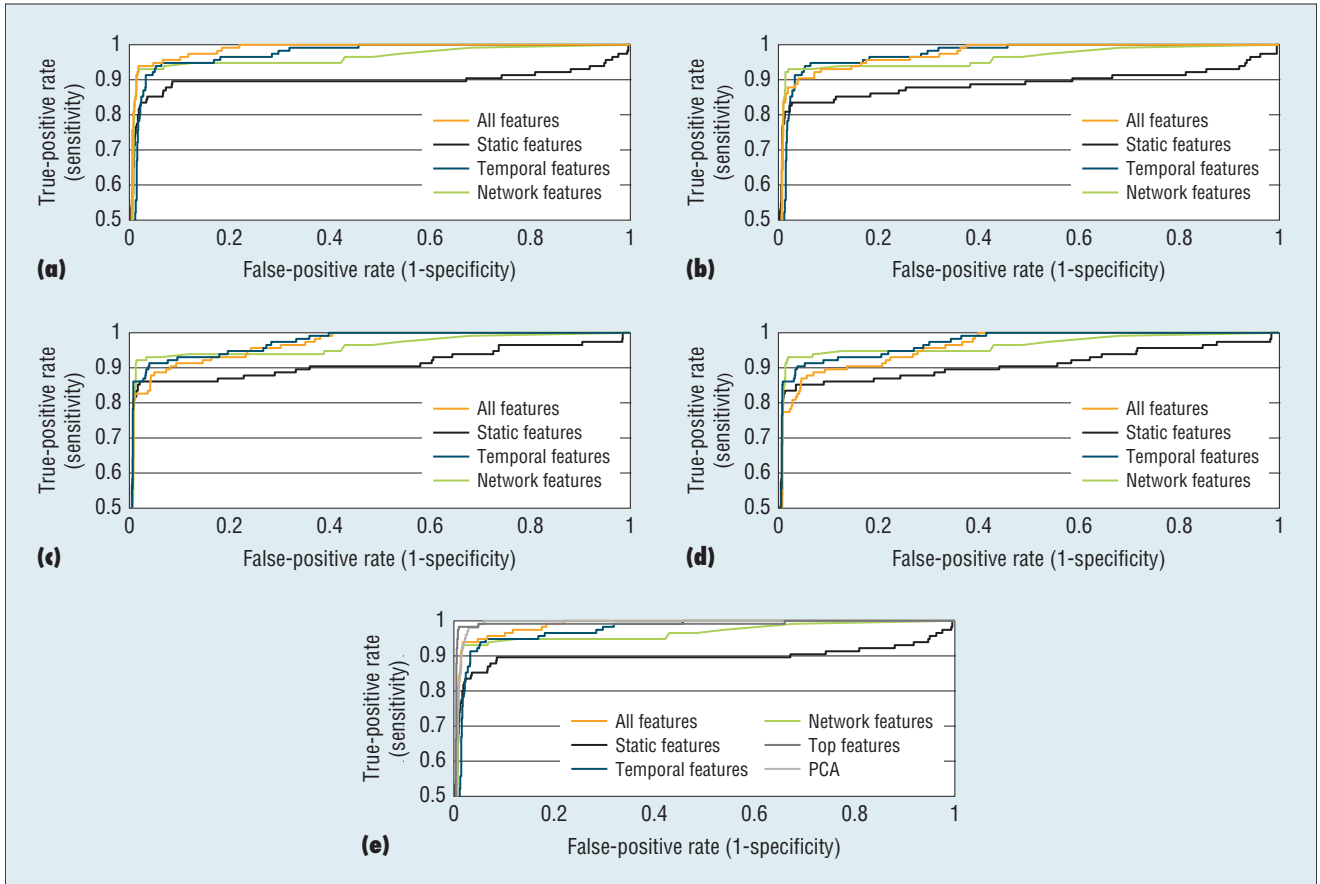 1
0.9
0.8
0.7
0.6
0.5
0
0.2
0.4
0.6
0.8
1
True-positive rate
(sensitivity)
All features
Static features
Temporal features
Network features
False-positive rate (1-specificity)
(a)
1
0.9
0.8
0.7
0.6
0.5
0
0.2
0.4
0.6
0.8
1
True-positive rate
(sensitivity)
All features
Static features
Temporal features
Network features
False-positive rate (1-specificity)
(b)
1
0.9
0.8
0.7
0.6
0.5
0
0.2
0.4
0.6
0.8
1
True-positive rate
(sensitivity)
All features
Static features
Temporal features
Network features
False-positive rate (1-specificity)
(c)
1
0.9
0.8
0.7
0.6
0.5
0
0.2
0.4
0.6
0.8
1
True-positive rate
(sensitivity)
All features
Static features
Temporal features
Network features
False-positive rate (1-specificity)
(d)
1
0.9
0.8
0.7
0.6
0.5
0
0.2
0.4
0.6
0.8
1
True-positive rate
(sensitivity)
All features
Static features
Temporal features
Network features
Top features
PCA
False-positive rate (1-specificity)
(e)